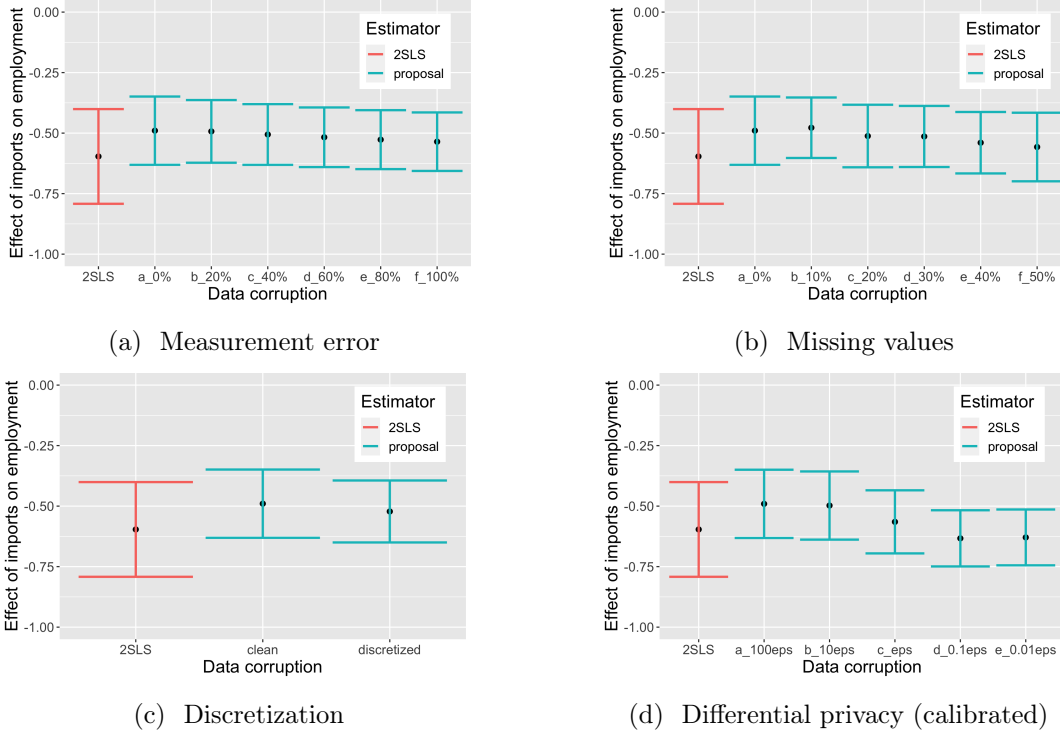 Effect of imports on employment
0.00
-0.25
-0.50
-0.75
-1.00
Estimator
2SLS
proposal
2SLS a_0% b_20% c_40% d_60% e_80% f_100%
Data corruption
(a) Measurement error
Effect of imports on employment
0.00
-0.25
-0.50
-0.75
-1.00
Estimator
2SLS
proposal
2SLS a_0% b_10% c_20% d_30% e_40% f_50%
Data corruption
(b) Missing values
Effect of imports on employment
0.00
-0.25
-0.50
-0.75
-1.00
Estimator
2SLS
proposal
2SLS clean discretized
Data corruption
(c) Discretization
Effect of imports on employment
0.00
-0.25
-0.50
-0.75
-1.00
Estimator
2SLS
proposal
2SLS a_100eps b_10eps c_eps d_0.1eps e_0.01eps
Data corruption
(d) Differential privacy (calibrated)